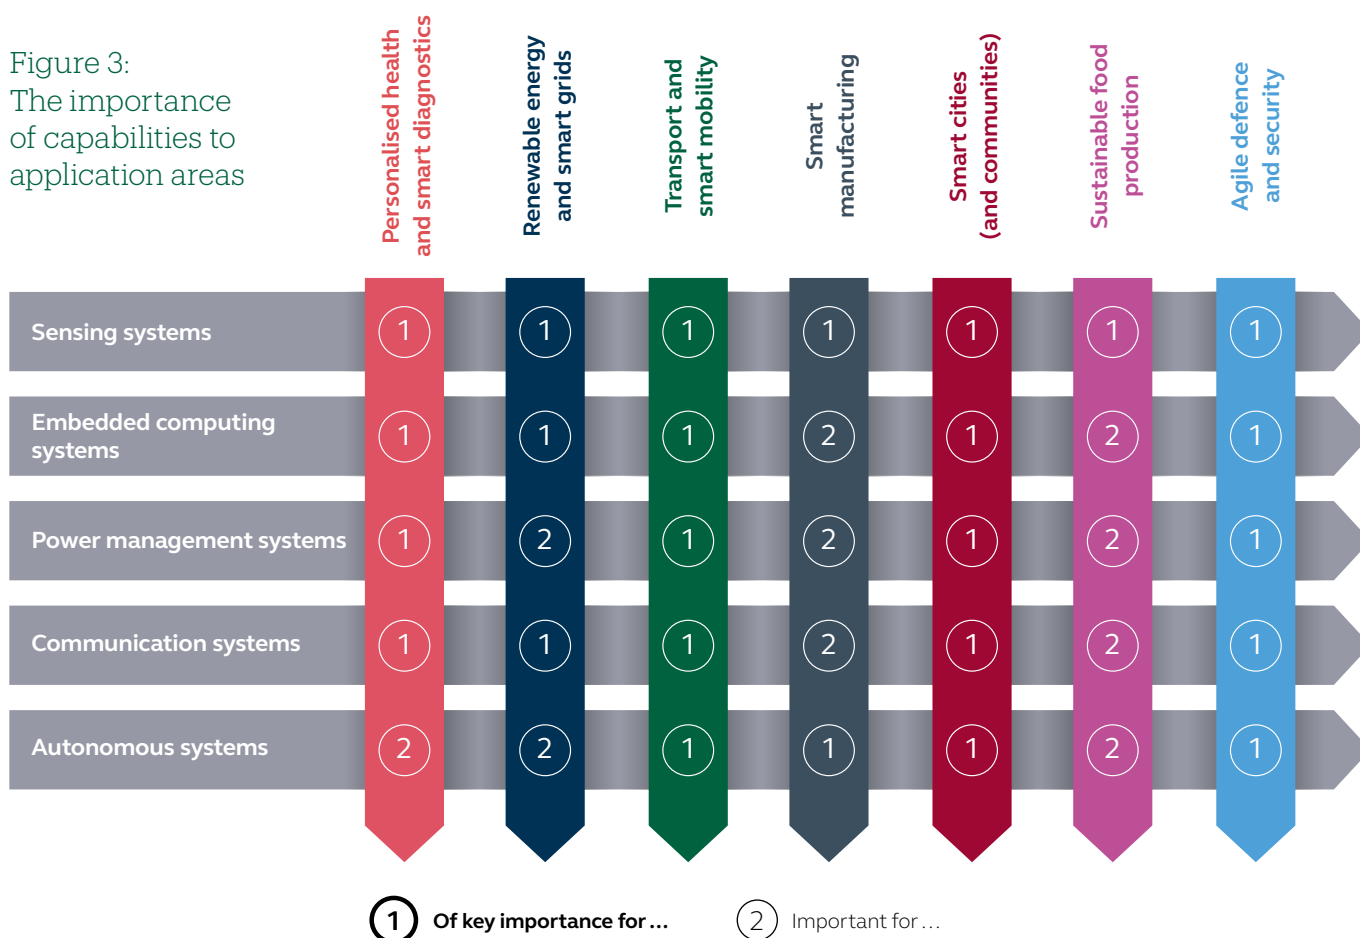 Figure 3:
The importance
of capabilities to
application areas
Personalised health
and smart diagnostics
Renewable energy
and smart grids
Transport and
smart mobility
Smart
manufacturing
Smart cities
(and communities)
Sustainable food
production
Agile defence
and security
Sensing systems
1 1 1 1 1 1 1
Embedded computing
systems
1 1 1 2 1 2 1
Power management systems
1 2 1 2 1 2 1
Communication systems
1 1 1 2 1 2 1
Autonomous systems
2 2 1 1 1 2 1
1 Of key importance for ...
2 Important for ...